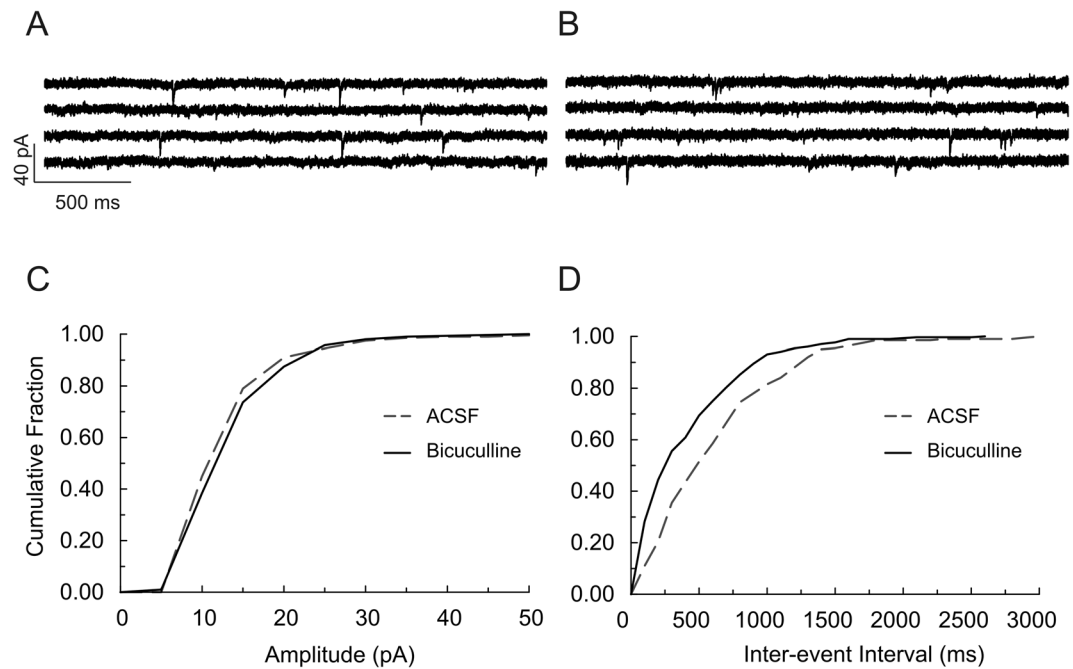 A
B
40 pA
500 ms
C
D
Cumulative Fraction
1.00
0.80
0.60
0.40
0.20
0.00
0
10
20
30
40
50
Amplitude (pA)
ACSF
Bicuculline
1.00
0.80
0.60
0.40
0.20
0.00
0
500
1000
1500
2000
2500
3000
Inter-event Interval (ms)
ACSF
Bicuculline